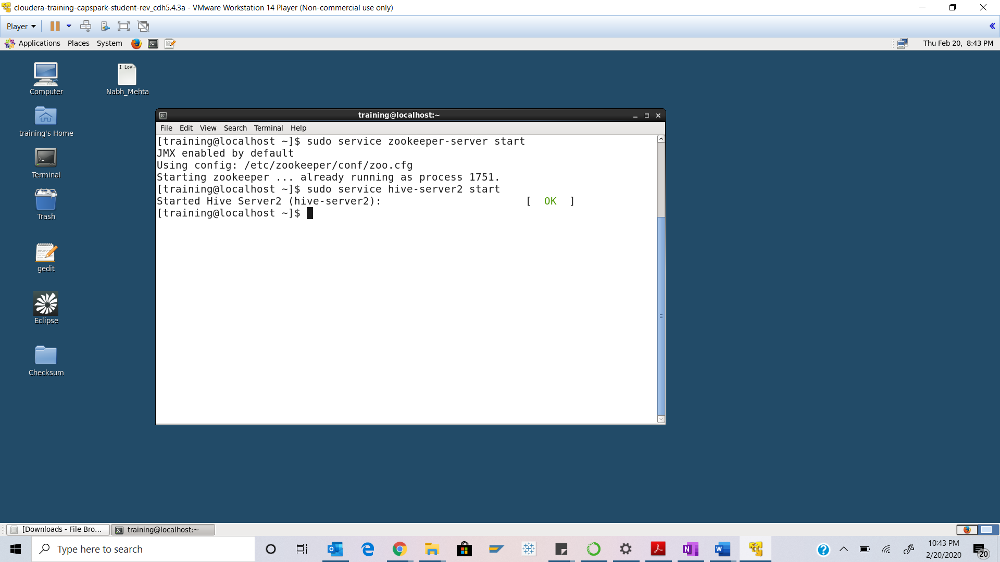 cloudera-training-capspark-student-rev_cdh5.4.3a - VMware Workstation 14 Player (Non-commercial use only)
Player
Applications Places System
Thu Feb 20, 8:43 PM
Computer
I Lov
Nabh_Mehta
training's Home
Terminal
Trash
gedit
Eclipse
Checksum
training@localhost:~
File Edit View Search Terminal Help
[training@localhost ~]$ sudo service zookeeper-server start
JMX enabled by default
Using config: /etc/zookeeper/conf/zoo.cfg
Starting zookeeper ... already running as process 1751.
[training@localhost ~]$ sudo service hive-server2 start
Started Hive Server2 (hive-server2): [ OK ]
[training@localhost ~]$
[Downloads - File Bro... training@localhost:~
Type here to search
10:43 PM
2/20/2020
20